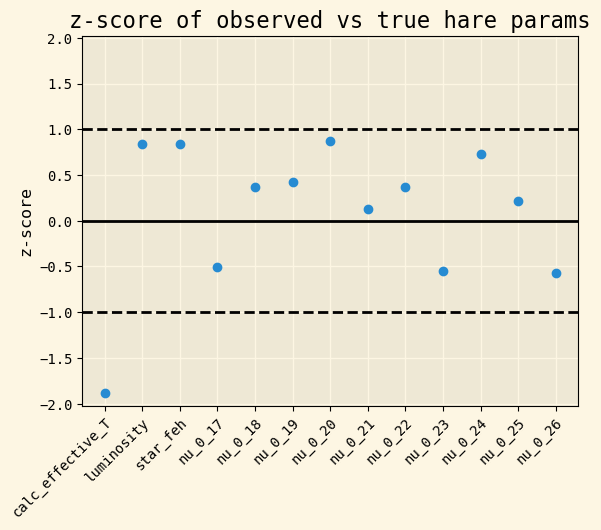 z-score of observed vs true hare params
z-score
2.0
1.5
1.0
0.5
0.0
−0.5
−1.0
−1.5
−2.0
calc_effective_T
luminosity
star_feh
nu_0_17
nu_0_18
nu_0_19
nu_0_20
nu_0_21
nu_0_22
nu_0_23
nu_0_24
nu_0_25
nu_0_26